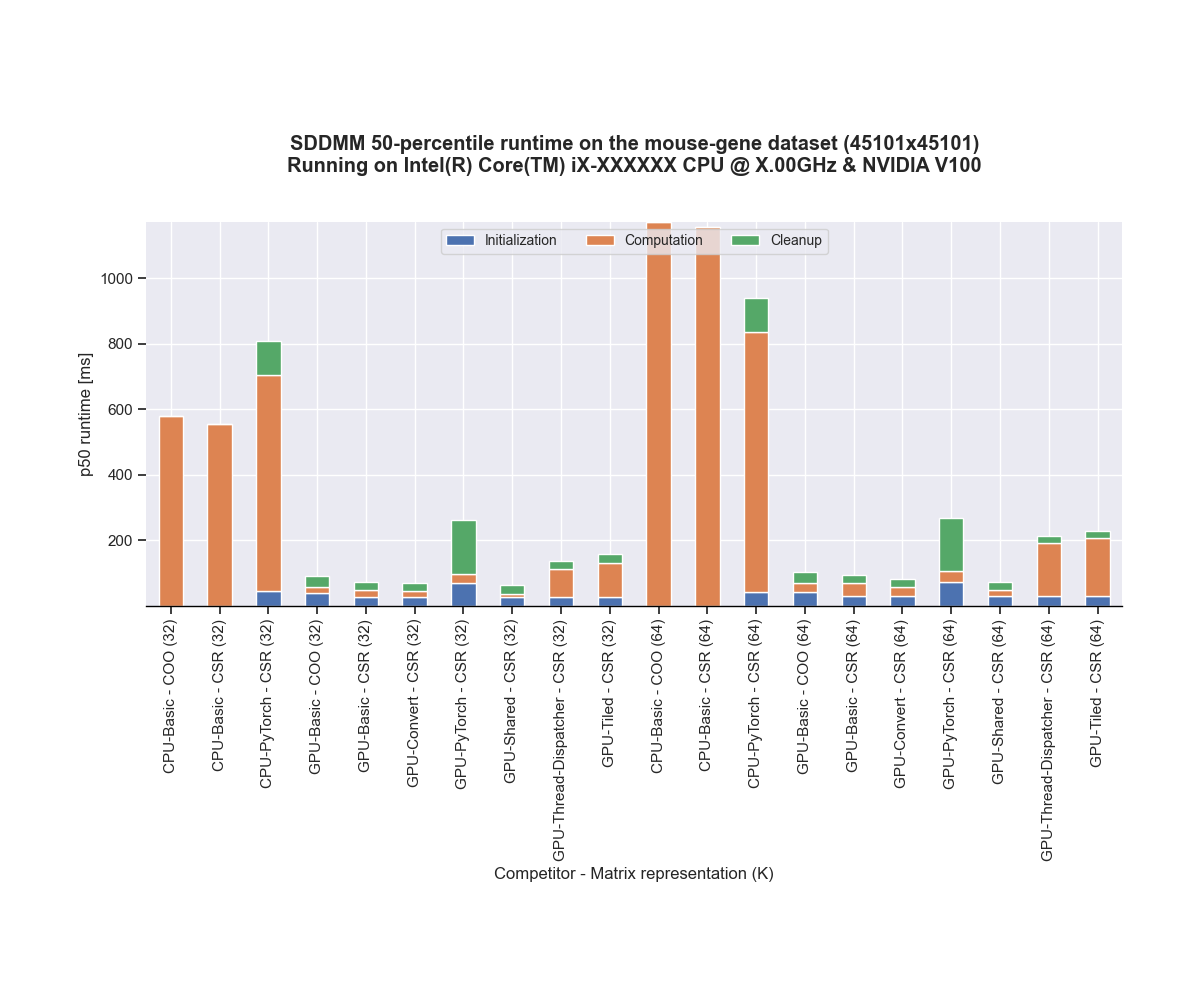 SDDMM 50-percentile runtime on the mouse-gene dataset (45101x45101)
Running on Intel(R) Core(TM) iX-XXXXXX CPU @ X.00GHz & NVIDIA V100
Initialization
Computation
Cleanup
p50 runtime [ms]
1000
800
600
400
200
CPU-Basic - COO (32)
CPU-Basic - CSR (32)
CPU-PyTorch - CSR (32)
GPU-Basic - COO (32)
GPU-Basic - CSR (32)
GPU-Convert - CSR (32)
GPU-PyTorch - CSR (32)
GPU-Shared - CSR (32)
GPU-Thread-Dispatcher - CSR (32)
GPU-Tiled - CSR (32)
CPU-Basic - COO (64)
CPU-Basic - CSR (64)
CPU-PyTorch - CSR (64)
GPU-Basic - COO (64)
GPU-Basic - CSR (64)
GPU-Convert - CSR (64)
GPU-PyTorch - CSR (64)
GPU-Shared - CSR (64)
GPU-Thread-Dispatcher - CSR (64)
GPU-Tiled - CSR (64)
Competitor - Matrix representation (K)